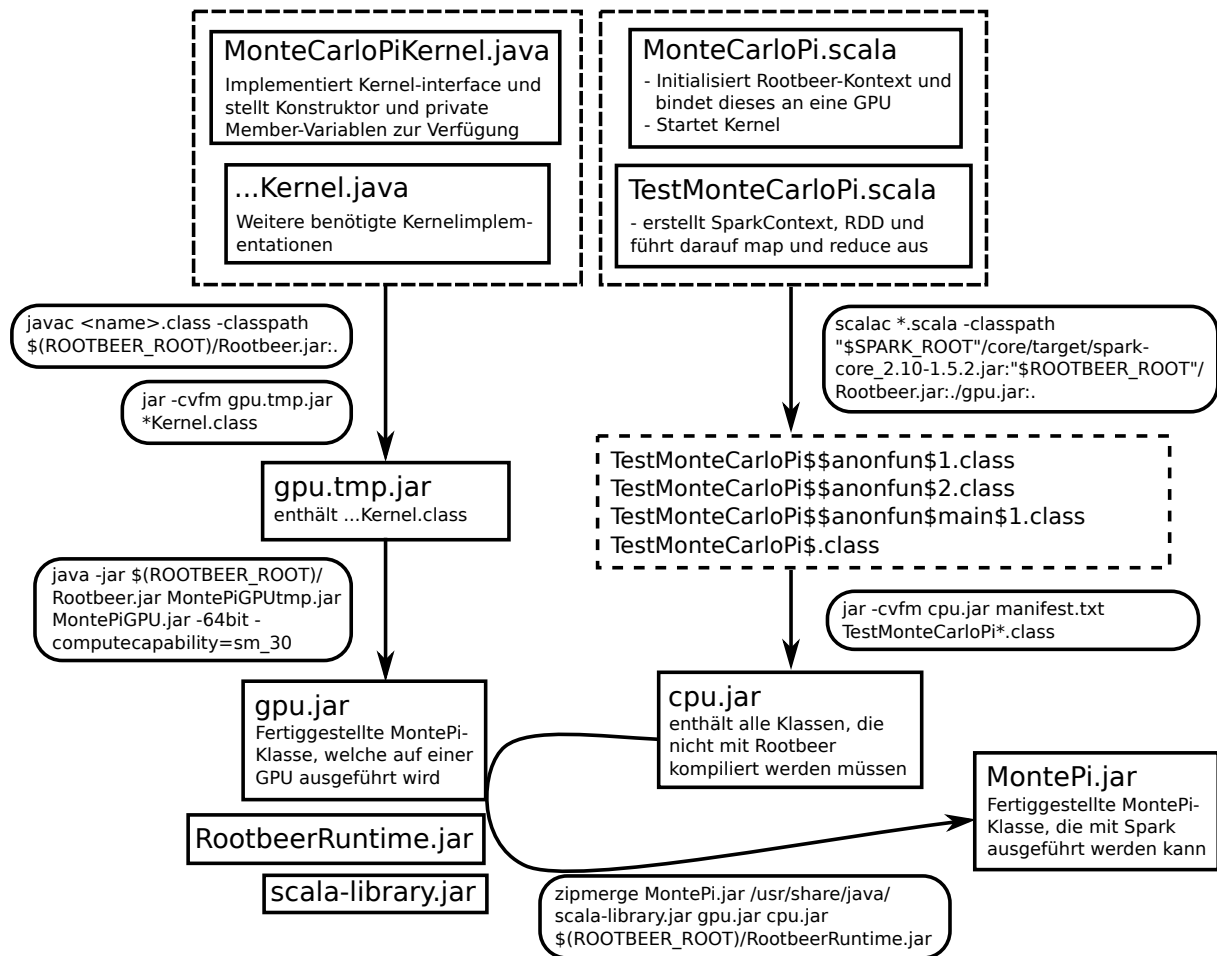 MonteCarloPiKernel.java
Implementiert Kernel-interface und
stellt Konstruktor und private
Member-Variablen zur Verfügung
...Kernel.java
Weitere benötigte Kernelimplem-
entationen
MonteCarloPi.scala
- Initialisiert Rootbeer-Kontext und
bindet dieses an eine GPU
- Startet Kernel
TestMonteCarloPi.scala
- erstellt SparkContext, RDD und
führt darauf map und reduce aus
javac <name>.class -classpath
$(ROOTBEER_ROOT)/Rootbeer.jar:.
jar -cvfm gpu.tmp.jar
*Kernel.class
scalac *.scala -classpath
"$SPARK_ROOT"/core/target/spark-
core_2.10-1.5.2.jar:"$ROOTBEER_ROOT"/
Rootbeer.jar:./gpu.jar:.
gpu.tmp.jar
enthält ...Kernel.class
TestMonteCarloPi$$anonfun$1.class
TestMonteCarloPi$$anonfun$2.class
TestMonteCarloPi$$anonfun$main$1.class
TestMonteCarloPi$.class
java -jar $(ROOTBEER_ROOT)/
Rootbeer.jar MontePiGPUtmp.jar
MontePiGPU.jar -64bit -
computecapability=sm_30
jar -cvfm cpu.jar manifest.txt
TestMonteCarloPi*.class
gpu.jar
Fertiggestellte MontePi-
Klasse, welche auf einer
GPU ausgeführt wird
cpu.jar
enthält alle Klassen, die
nicht mit Rootbeer
kompiliert werden müssen
MontePi.jar
Fertiggestellte MontePi-
Klasse, die mit Spark
ausgeführt werden kann
RootbeerRuntime.jar
scala-library.jar
zipmerge MontePi.jar /usr/share/java/
scala-library.jar gpu.jar cpu.jar
$(ROOTBEER_ROOT)/RootbeerRuntime.jar